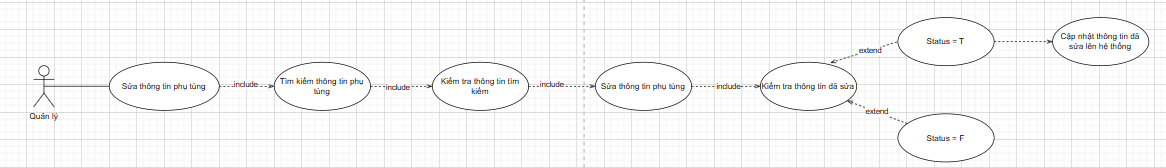 Quản lý
Sửa thông tin phụ tùng
include
Tìm kiếm thông tin phụ
tùng
include
Kiểm tra thông tin tìm
kiếm
include
Sửa thông tin phụ tùng
include
Kiểm tra thông tin đã sửa
extend
Status = T
Cập nhật thông tin đã
sửa lên hệ thống
extend
Status = F